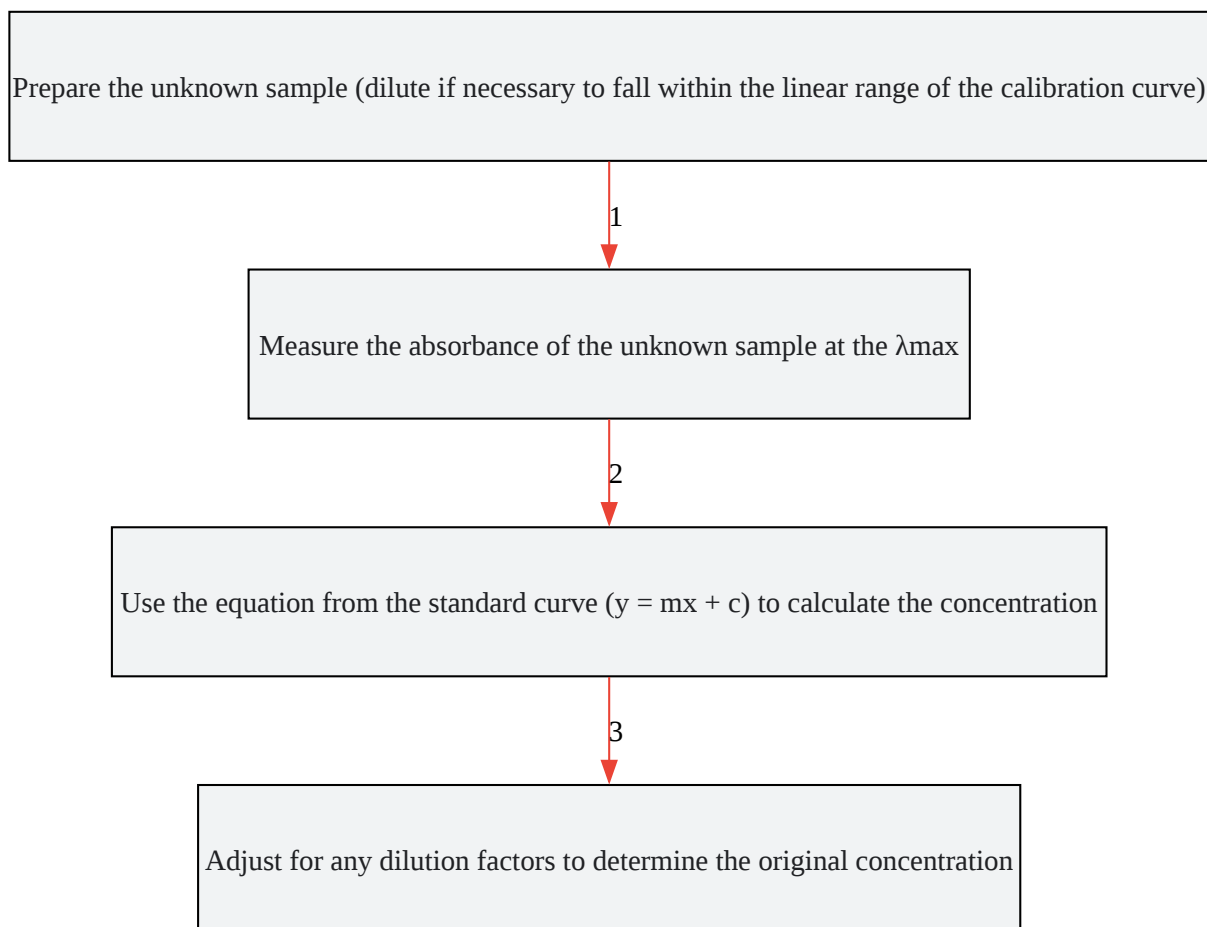 Prepare the unknown sample (dilute if necessary to fall within the linear range of the calibration curve)
1
Measure the absorbance of the unknown sample at the λmax
2
Use the equation from the standard curve (y = mx + c) to calculate the concentration
3
Adjust for any dilution factors to determine the original concentration